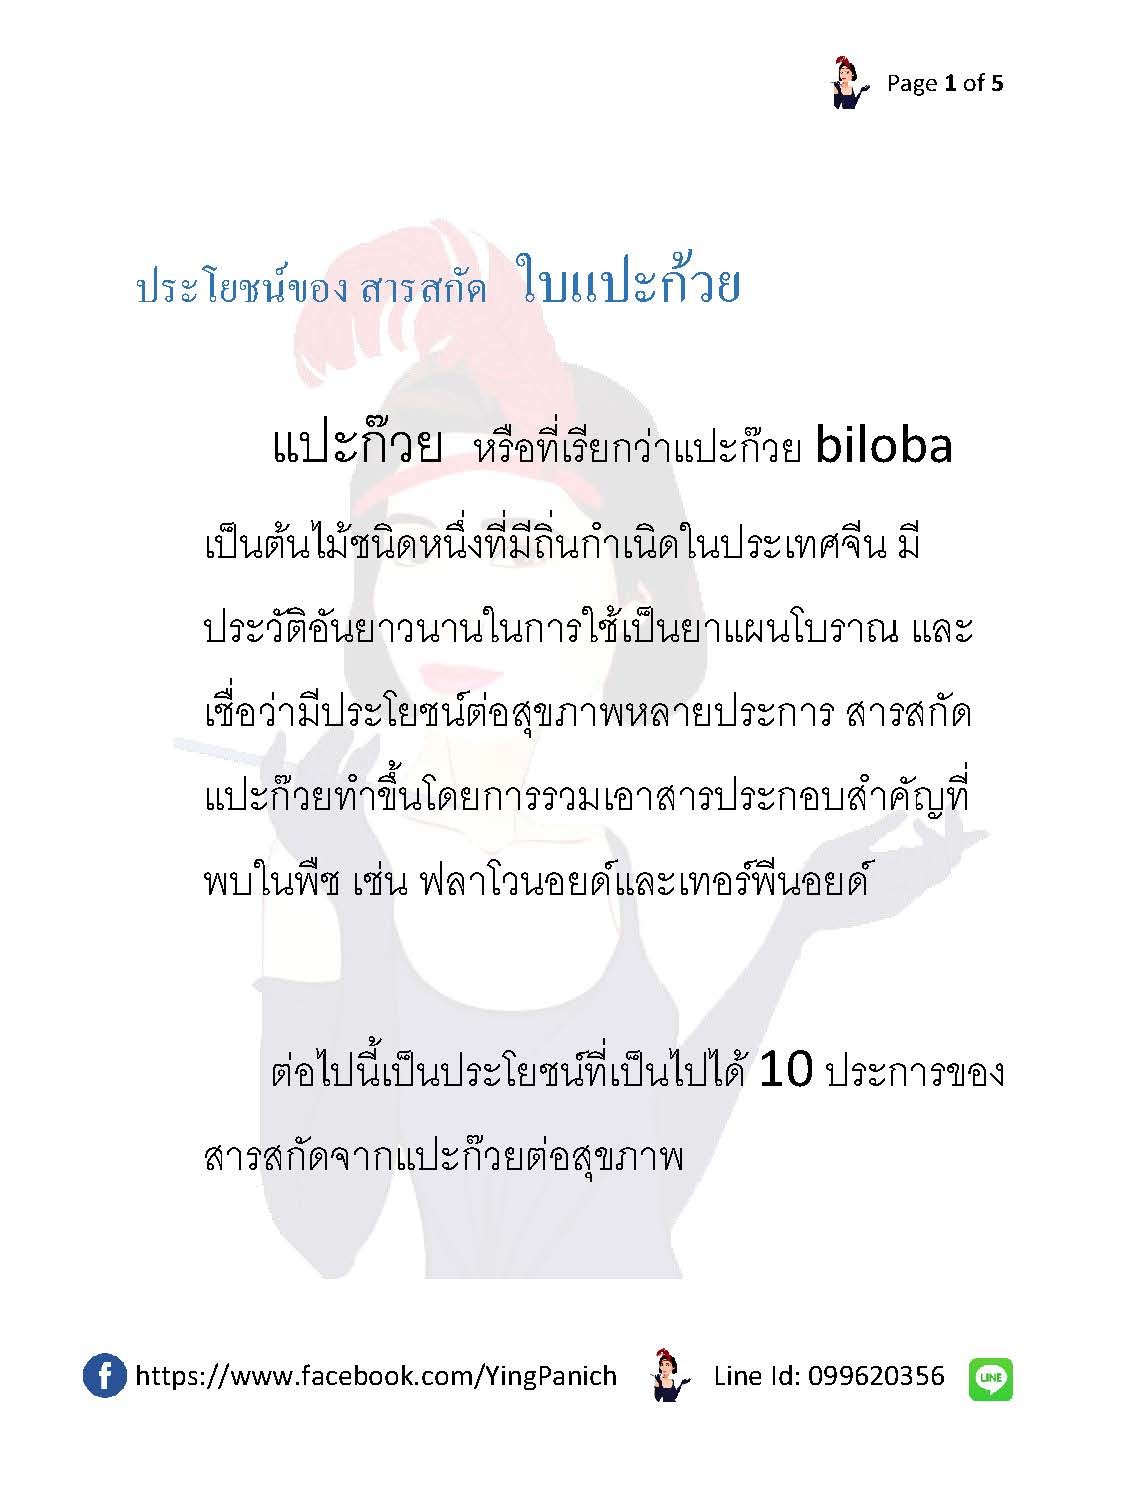 Page 1 of 5
ประโยชน์ของ สารสกัด ใบแปะก้วย
แปะก๊วย หรือที่เรียกว่าแปะก๊วย biloba
เป็นต้นไม้ชนิดหนึ่งที่มีถิ่นกำเนิดในประเทศจีน มี
ประวัติอันยาวนานในการใช้เป็นยาแผนโบราณ และ
เชื่อว่ามีประโยชน์ต่อสุขภาพหลายประการ สารสกัด
แปะก๊วยทำขึ้นโดยการรวมเอาสารประกอบสำคัญที่
พบในพืช เช่น ฟลาโวนอยด์และเทอร์พีนอยด์
ต่อไปนี้เป็นประโยชน์ที่เป็นไปได้ 10 ประการของ
สารสกัดจากแปะก๊วยต่อสุขภาพ
https://www.facebook.com/YingPanich Line Id: 099620356 LINE